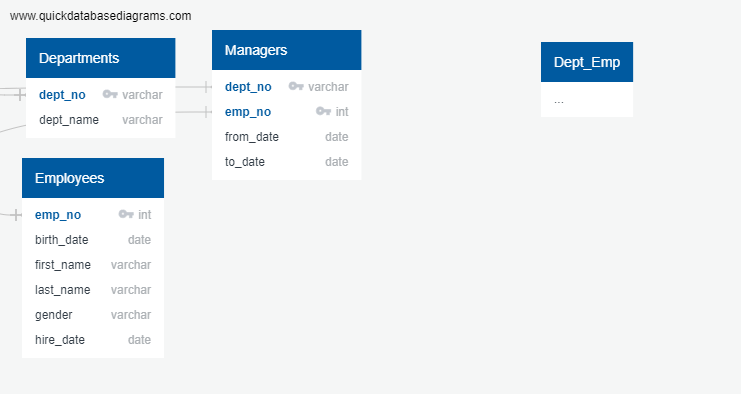 www.quickdatabasediagrams.com
Departments
dept_no varchar
dept_name varchar
Managers
dept_no varchar
emp_no int
from_date date
to_date date
Dept_Emp
...
Employees
emp_no int
birth_date date
first_name varchar
last_name varchar
gender varchar
hire_date date